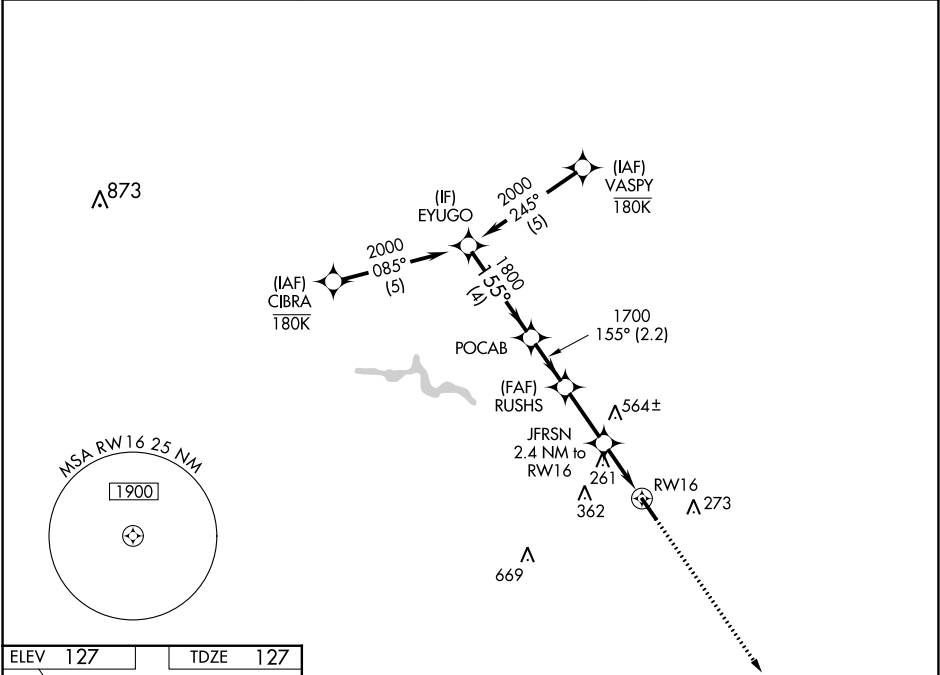 873
(IAF)
VASPY
180K
2000
245°
(5)
(IF)
EYUGO
2000
085°
(5)
(IAF)
CIBRA
180K
1800
155°
(4)
1700
155° (2.2)
POCAB
(FAF)
RUSHS
564±
JFRSN
2.4 NM to
RW16
261
RW16
362
273
669
MSA RW16 25 NM
1900
ELEV 127
TDZE 127